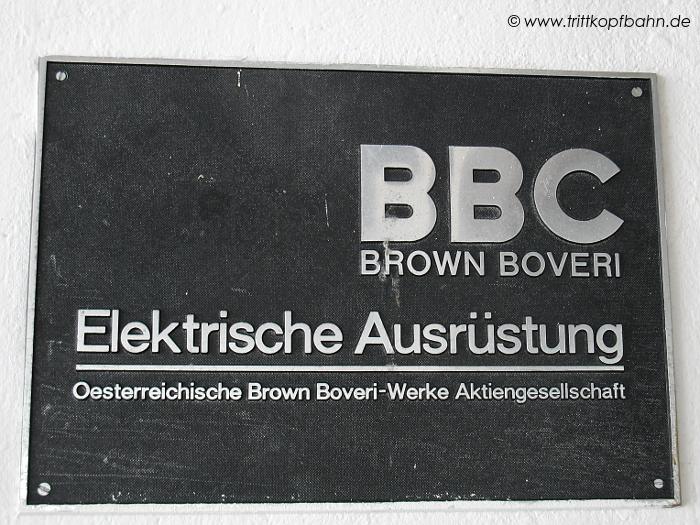 © www.trittkopfbahn.de
BBC
BROWN BOVERI
Elektrische Ausrüstung
Oesterreichische Brown Boveri-Werke Aktiengesellschaft